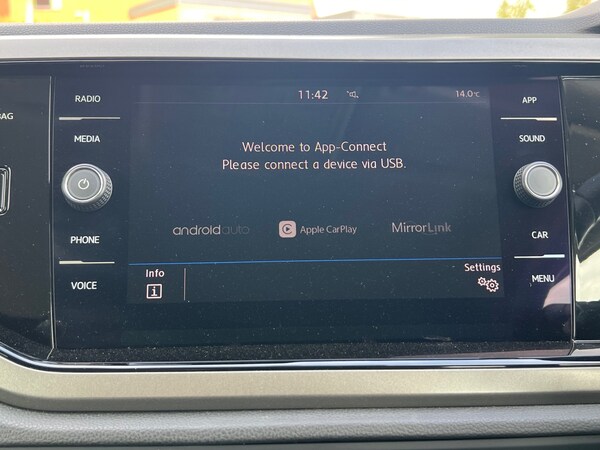 AG
RADIO
MEDIA
PHONE
VOICE
11:42
14.0°C
Welcome to App-Connect
Please connect a device via USB.
androidauto
Apple CarPlay
MirrorLink
Info
Settings
APP
SOUND
CAR
MENU